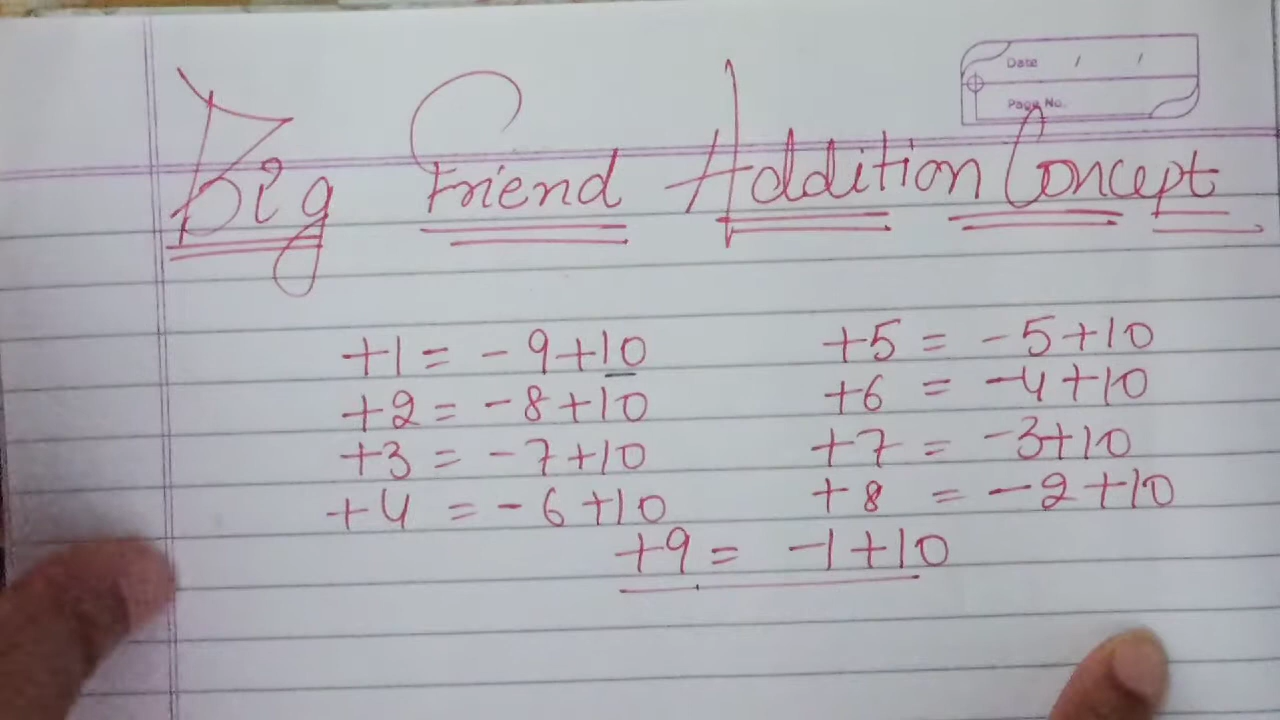 Date / /
Page No.
Big Friend Addition Concept
+1 = -9+10
+2 = -8+10
+3 = -7+10
+4 = -6+10
+5 = -5+10
+6 = -4+10
+7 = -3+10
+8 = -2+10
+9 = -1+10